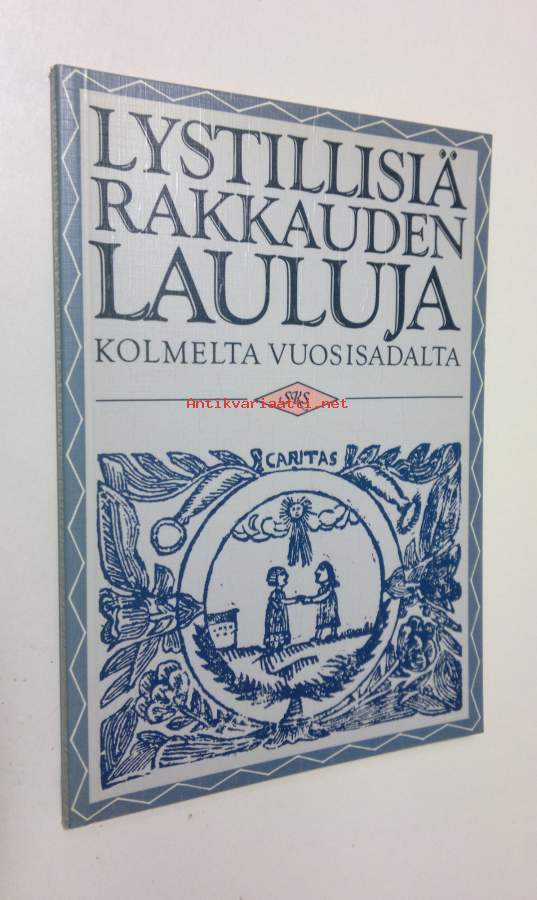 LYSTILLISIÄ
RAKKAUDEN
LAULUJA
KOLMELTA VUOSISADALTA
SKS
Antikvariaatti.net
CARITAS